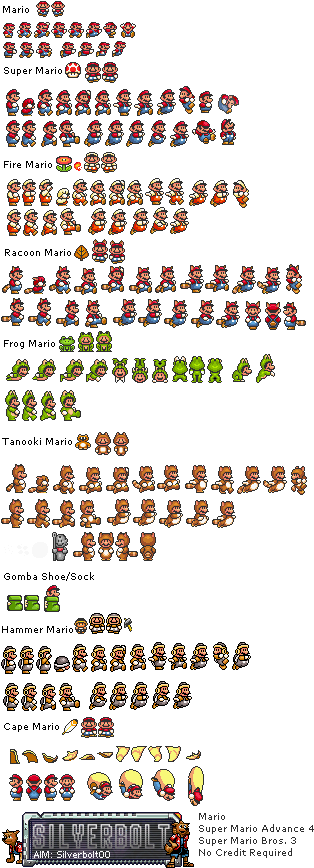 Mario
Super Mario
Fire Mario
Racoon Mario
Frog Mario
Tanooki Mario
Gomba Shoe/Sock
Hammer Mario
Cape Mario
SILVERBOLT
AIM: Silverbolt00
Mario
Super Mario Advance 4
Super Mario Bros. 3
No Credit Required